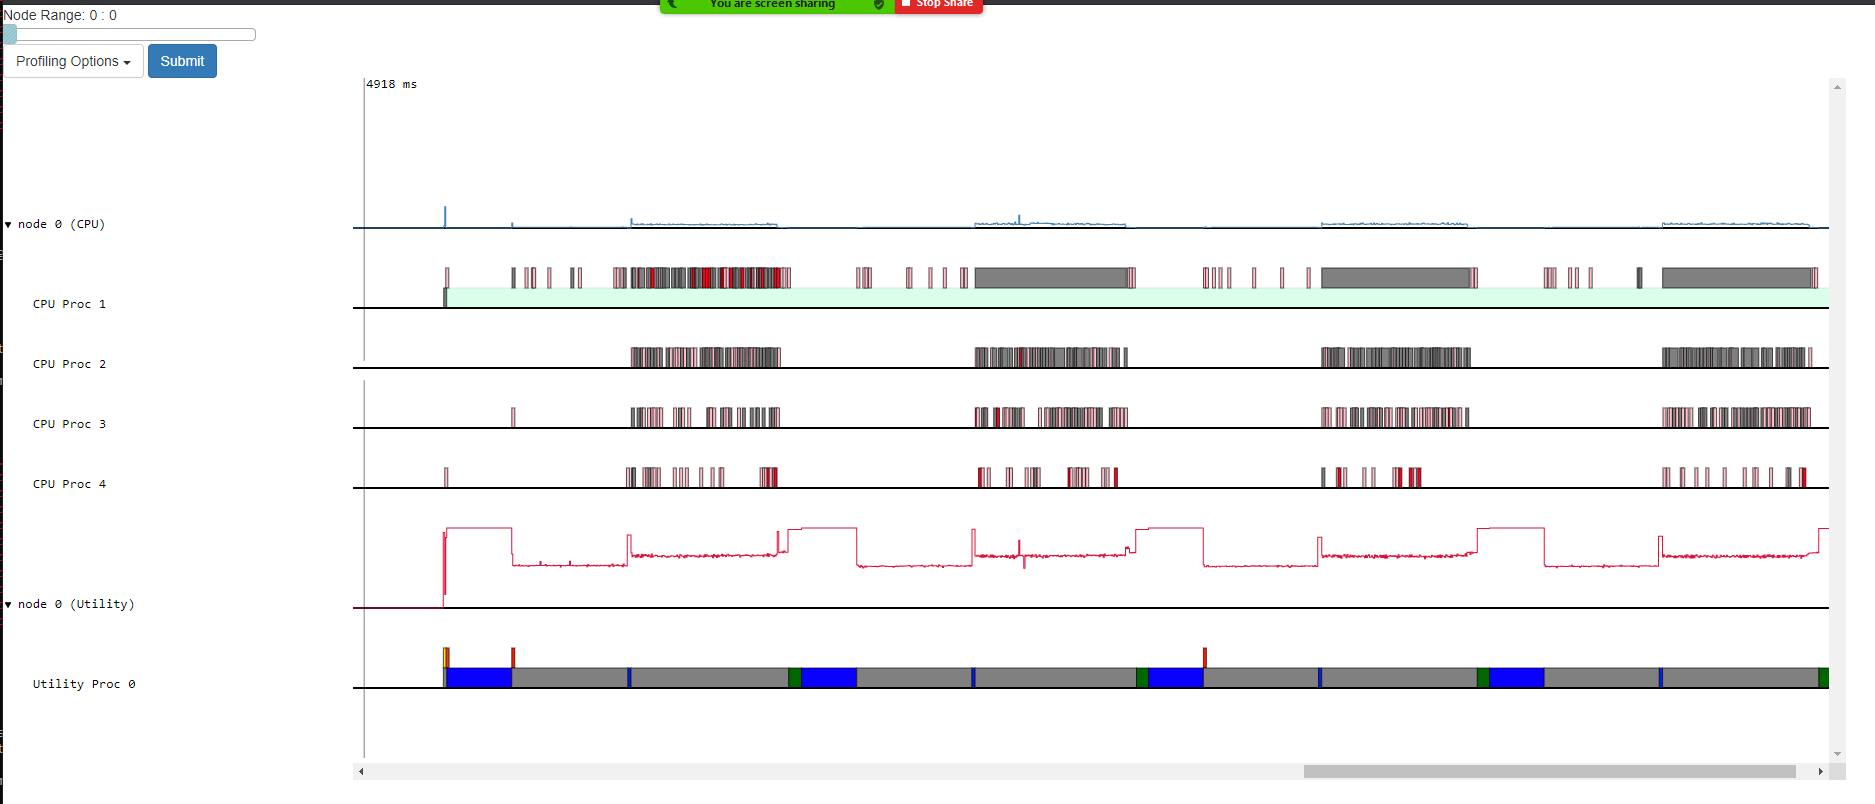 You are screen sharing
Stop Share
Node Range: 0 : 0
Profiling Options
Submit
4918 ms
node 0 (CPU)
CPU Proc 1
CPU Proc 2
CPU Proc 3
CPU Proc 4
node 0 (Utility)
Utility Proc 0